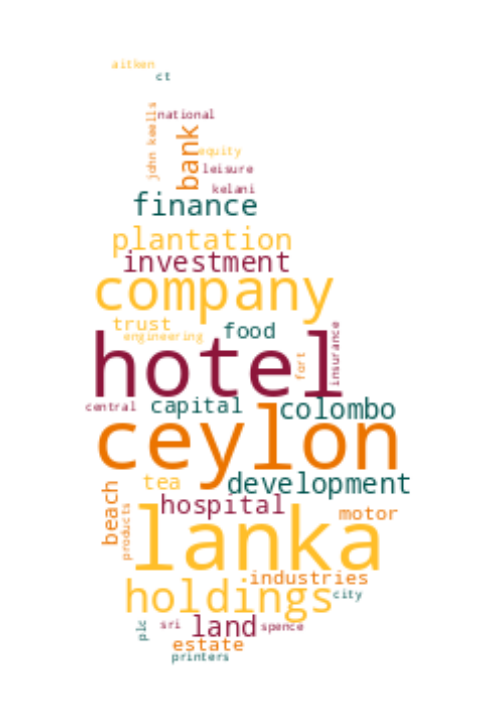 aitken
ct
national
john keells
bank
equity
leisure
kelani
finance
plantation
investment
company
trust
food
engineering
insurance
hotel
fort
central
capital
colombo
ceylon
tea
development
beach
hospital
products
motor
lanka
industries
holdings
city
plc
sri
land
spence
estate
printers